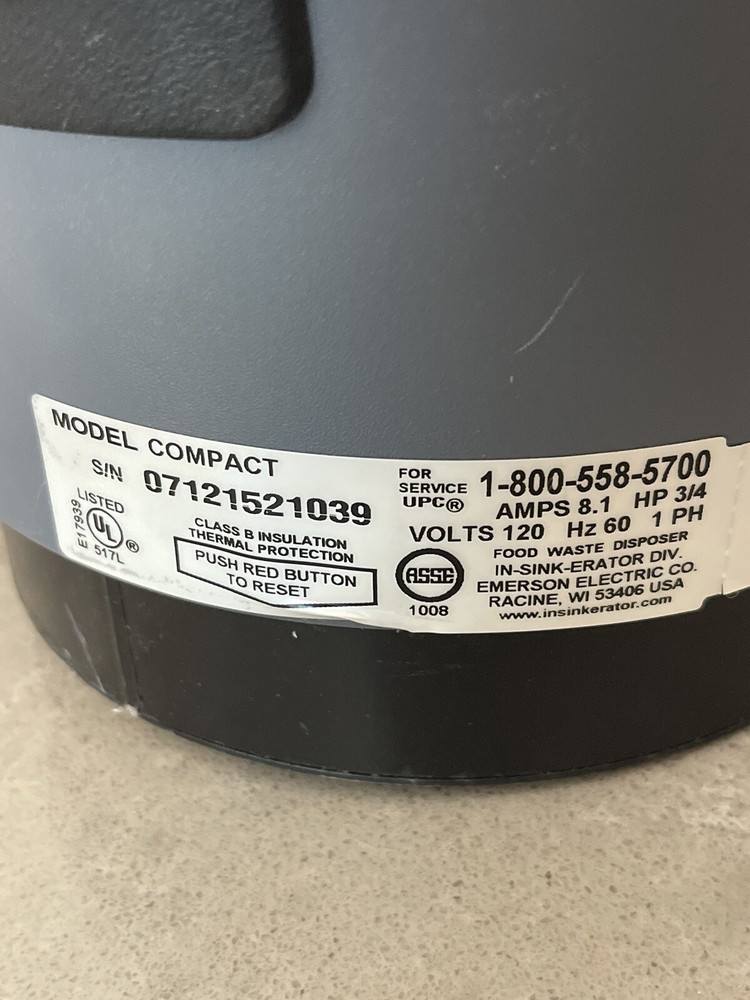 MODEL COMPACT
S/N 07121521039
LISTED
UL ®
E17939
517L
CLASS B INSULATION
THERMAL PROTECTION
PUSH RED BUTTON
TO RESET
FOR
SERVICE 1-800-558-5700
UPC® AMPS 8.1 HP 3/4
VOLTS 120 Hz 60 1 PH
ASSE
1008
FOOD WASTE DISPOSER
IN-SINK-ERATOR DIV.
EMERSON ELECTRIC CO.
RACINE, WI 53406 USA
www.insinkerator.com